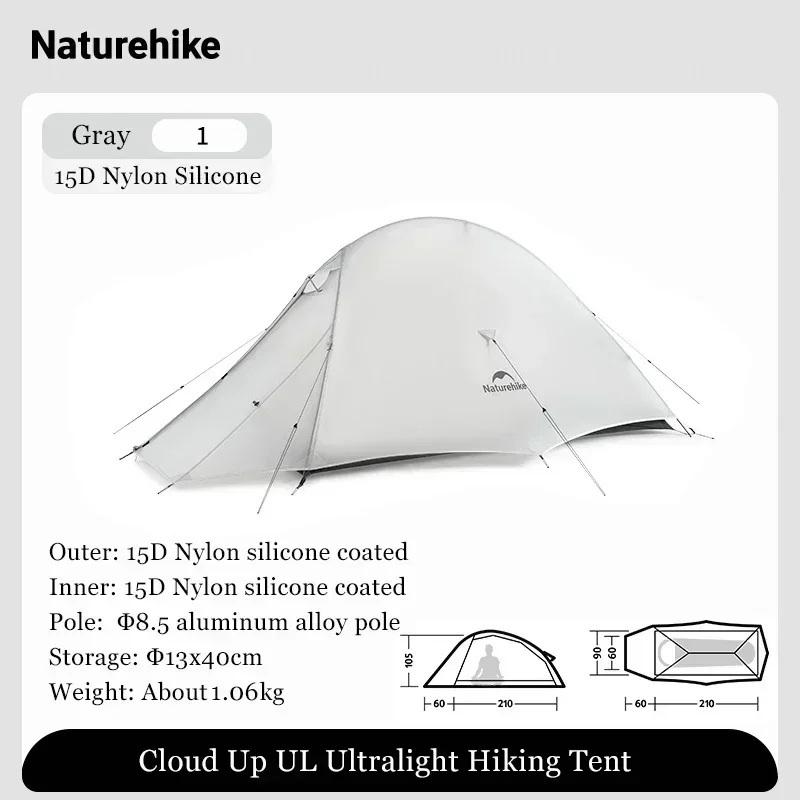 Naturehike
Gray 1
15D Nylon Silicone
Naturehike
Outer: 15D Nylon silicone coated
Inner: 15D Nylon silicone coated
Pole: Φ8.5 aluminum alloy pole
Storage: Φ13x40cm
Weight: About 1.06kg
105
60 210
90 60
60 210
Cloud Up UL Ultralight Hiking Tent